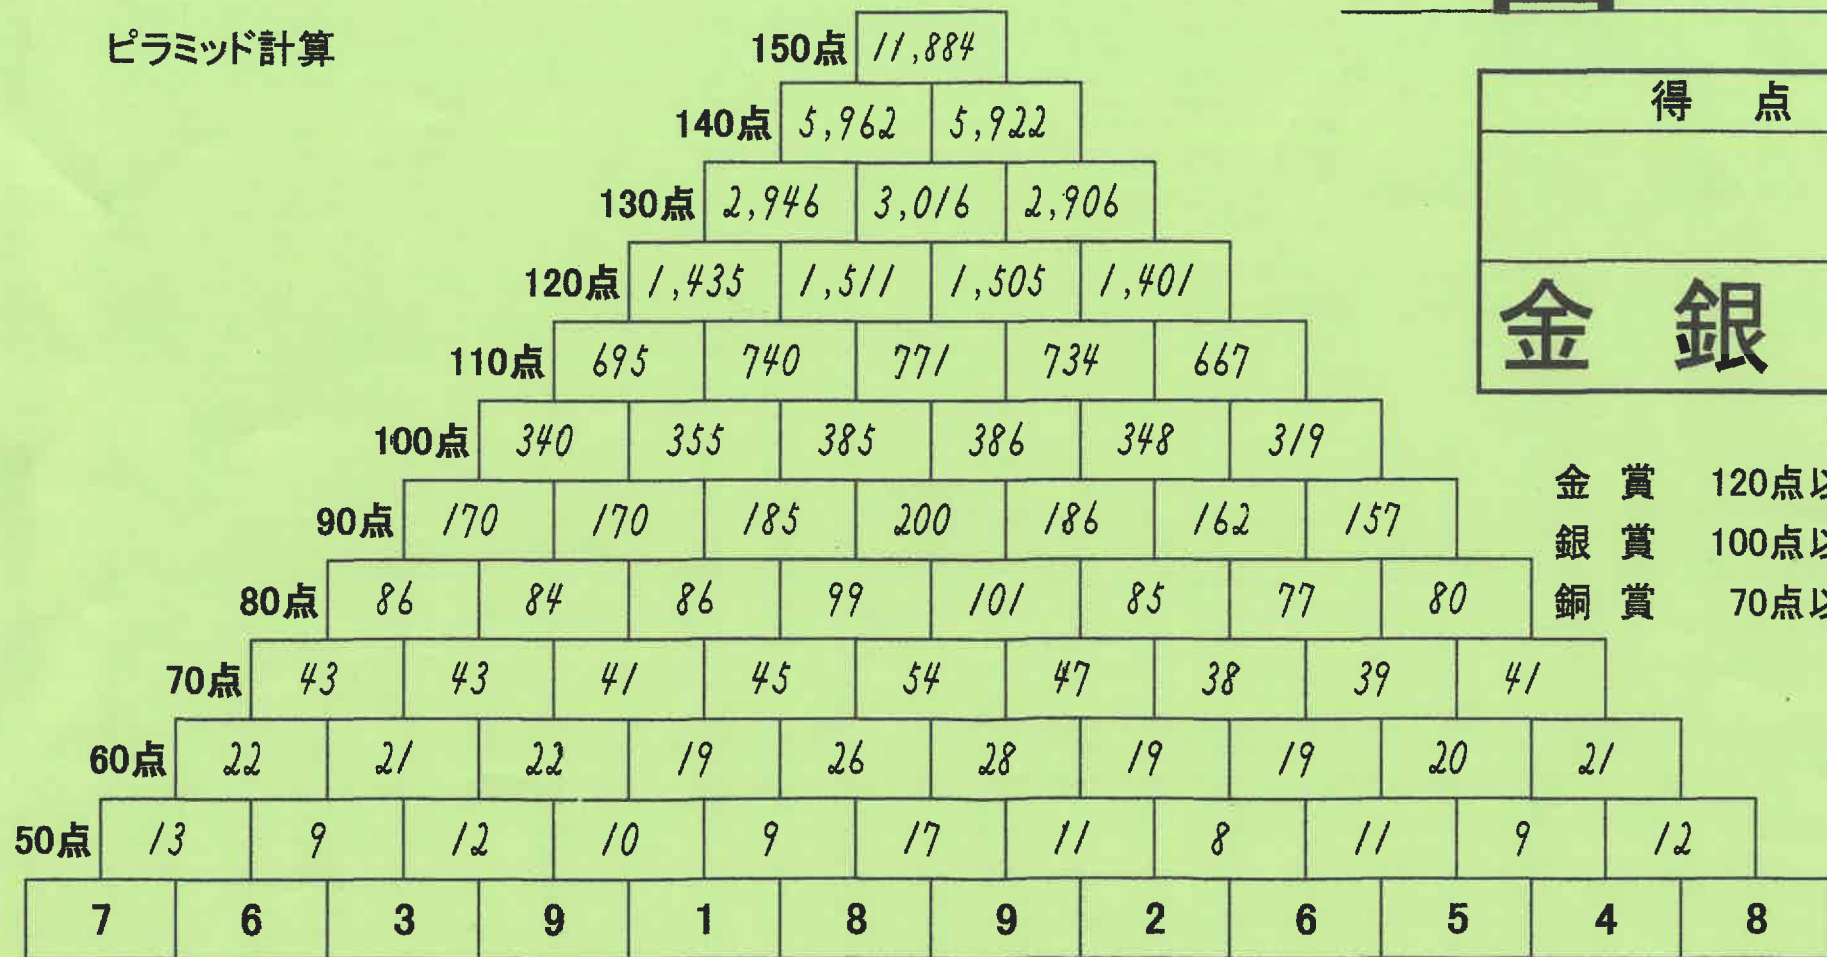 ピラミッド計算
150点 11,884
140点 5,962 5,922
得 点
130点 2,946 3,016 2,906
120点 1,435 1,511 1,505 1,401
金 銀
110点 695 740 771 734 667
100点 340 355 385 386 348 319
金 賞 120点以
90点 170 170 185 200 186 162 157
銀 賞 100点以
80点 86 84 86 99 101 85 77 80
銅 賞 70点以
70点 43 43 41 45 54 47 38 39 41
60点 22 21 22 19 26 28 19 19 20 21
50点 13 9 12 10 9 17 11 8 11 9 12
7 6 3 9 1 8 9 2 6 5 4 8